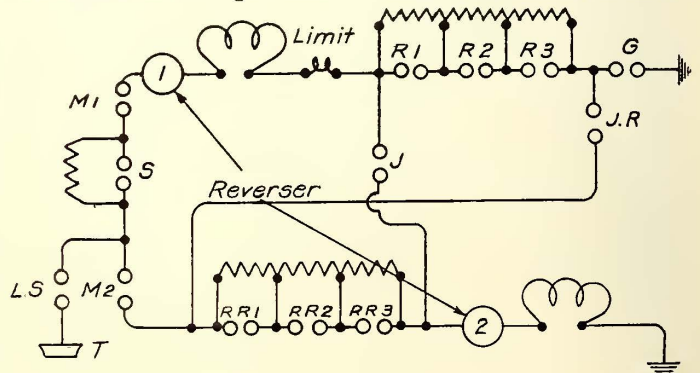 Limit
R1 R2 R3 G
1
M1
J.R
S
J
Reverser
L.S M2
RR1 RR2 RR3
2
T